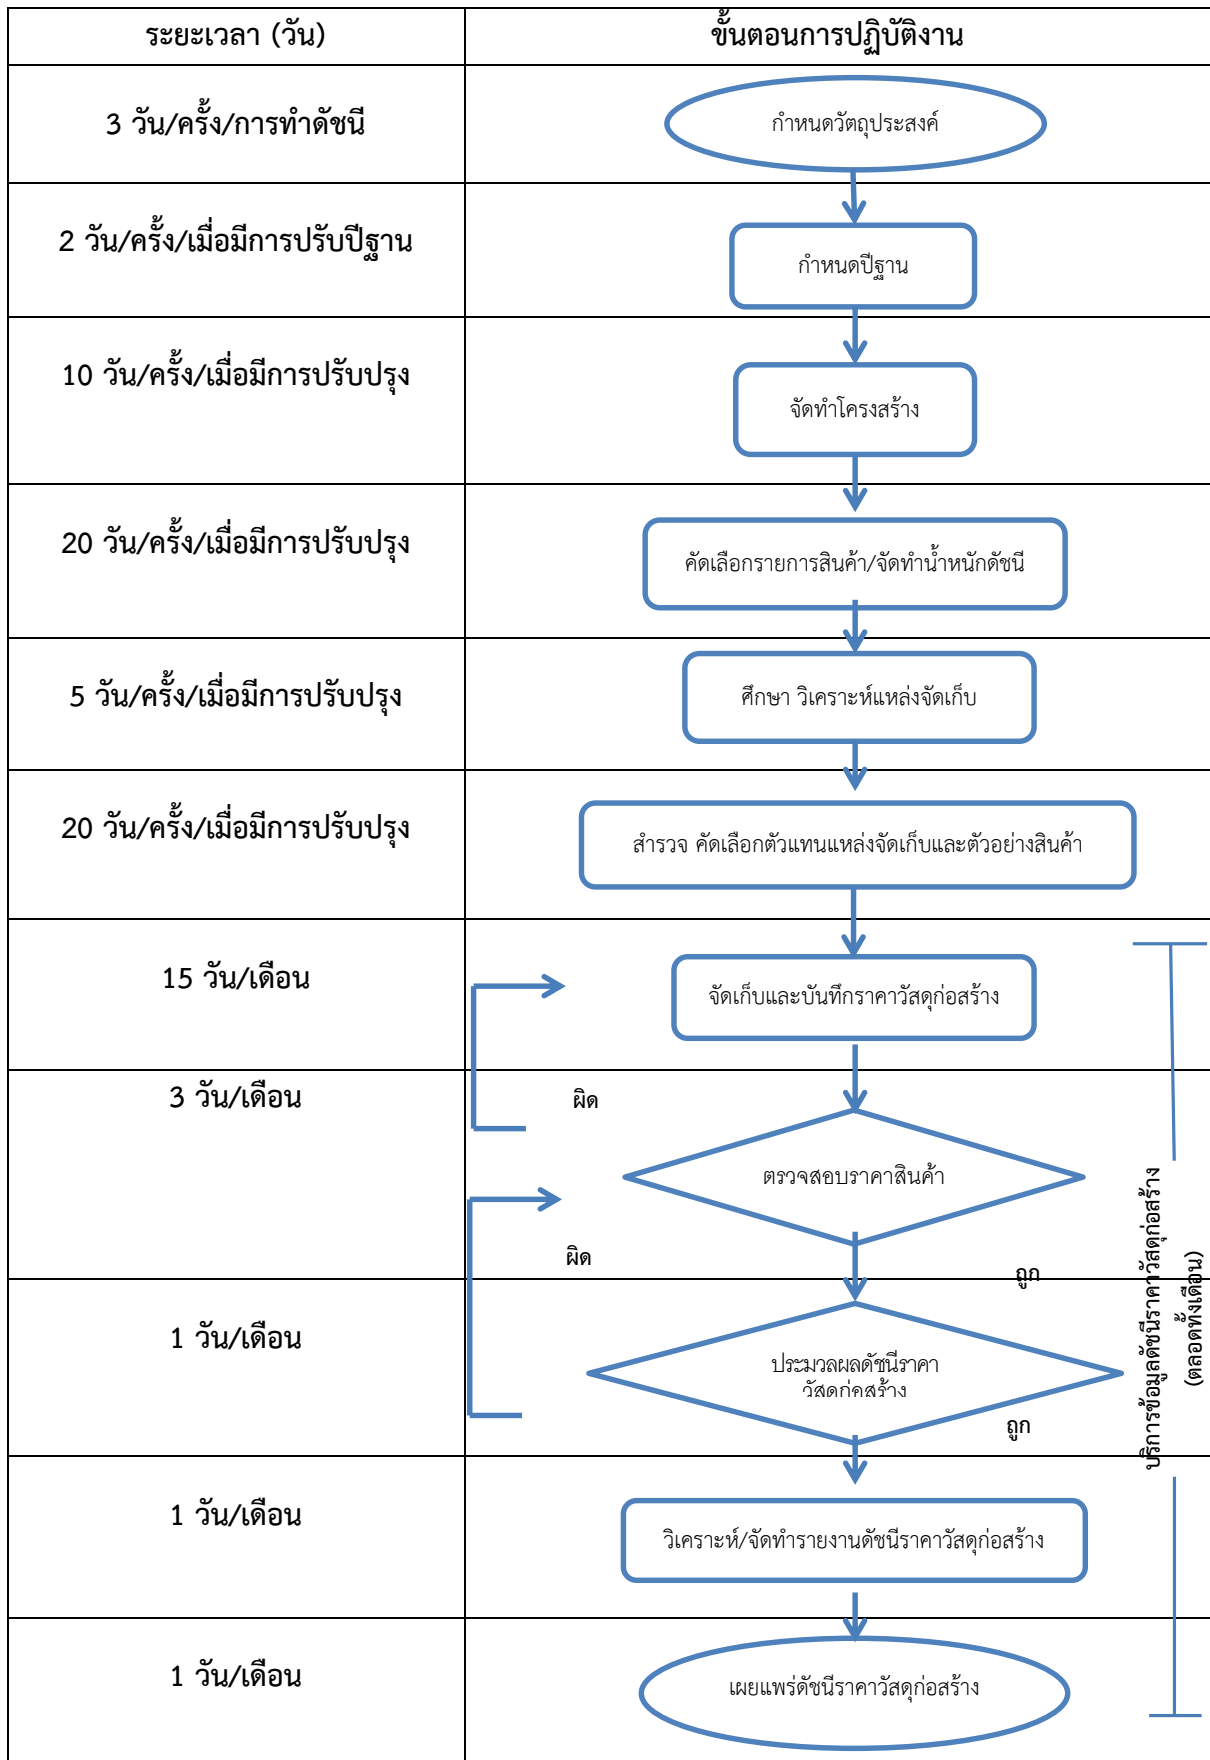 ระยะเวลา (วัน)
ขั้นตอนการปฏิบัติงาน
3 วัน/ครั้ง/การทำดัชนี
กำหนดวัตถุประสงค์
2 วัน/ครั้ง/เมื่อมีการปรับปีฐาน
กำหนดปีฐาน
10 วัน/ครั้ง/เมื่อมีการปรับปรุง
จัดทำโครงสร้าง
20 วัน/ครั้ง/เมื่อมีการปรับปรุง
คัดเลือกรายการสินค้า/จัดทำน้ำหนักดัชนี
5 วัน/ครั้ง/เมื่อมีการปรับปรุง
ศึกษา วิเคราะห์แหล่งจัดเก็บ
20 วัน/ครั้ง/เมื่อมีการปรับปรุง
สำรวจ คัดเลือกตัวแทนแหล่งจัดเก็บและตัวอย่างสินค้า
15 วัน/เดือน
จัดเก็บและบันทึกราคาวัสดุก่อสร้าง
3 วัน/เดือน
ผิด
ตรวจสอบราคาสินค้า
ผิด
ถูก
1 วัน/เดือน
ประมวลผลดัชนีราคา
วัสดุก่อสร้าง
ถูก
บริการข้อมูลดัชนีราคาวัสดุก่อสร้าง
(ตลอดทั้งเดือน)
1 วัน/เดือน
วิเคราะห์/จัดทำรายงานดัชนีราคาวัสดุก่อสร้าง
1 วัน/เดือน
เผยแพร่ดัชนีราคาวัสดุก่อสร้าง